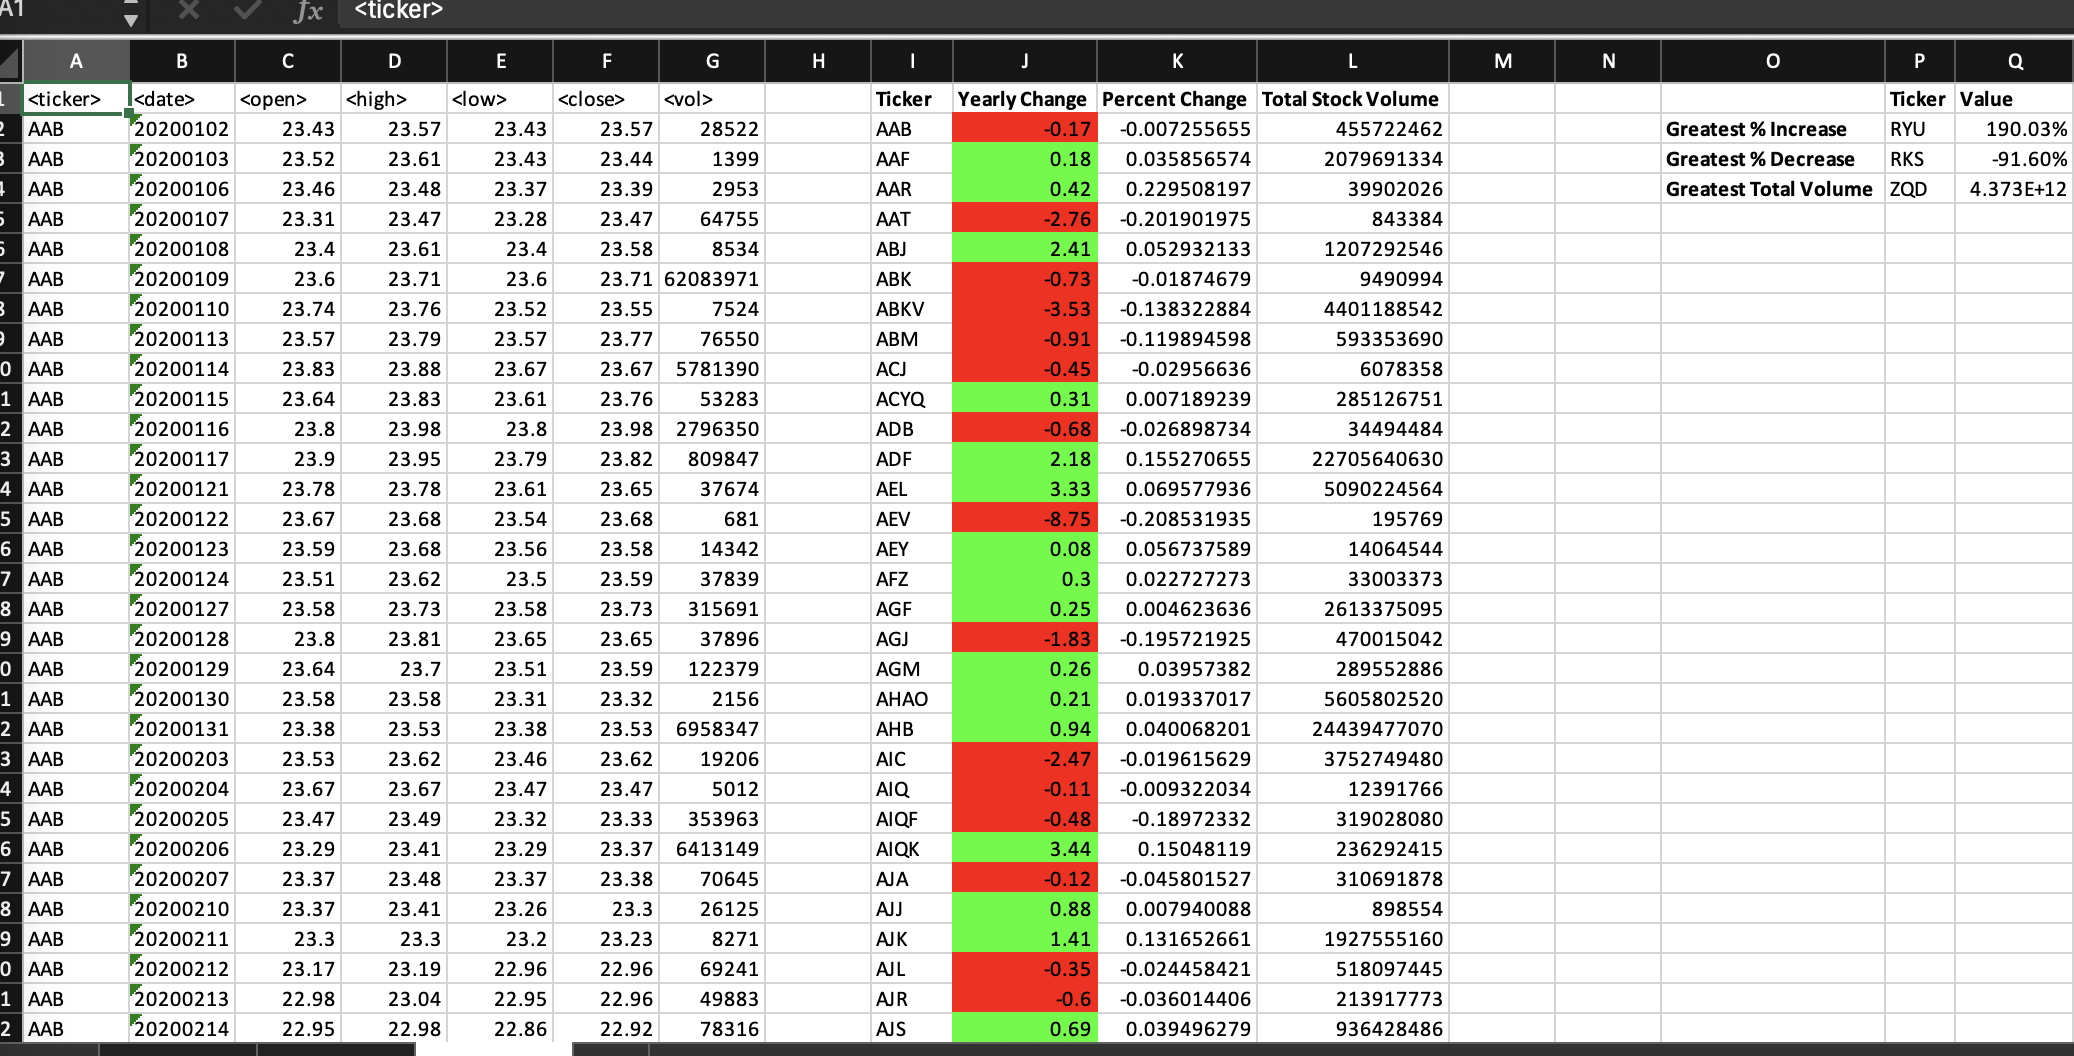 A1 fx <ticker>
A B C D E F G H I J K L M N O P Q
1 <ticker> <date> <open> <high> <low> <close> <vol> Ticker Yearly Change Percent Change Total Stock Volume Ticker Value
2 AAB 20200102 23.43 23.57 23.43 23.57 28522 AAB -0.17 -0.007255655 455722462 Greatest % Increase RYU 190.03%
3 AAB 20200103 23.52 23.61 23.43 23.44 1399 AAF 0.18 0.035856574 2079691334 Greatest % Decrease RKS -91.60%
4 AAB 20200106 23.46 23.48 23.37 23.39 2953 AAR 0.42 0.229508197 39902026 Greatest Total Volume ZQD 4.373E+12
5 AAB 20200107 23.31 23.47 23.28 23.47 64755 AAT -2.76 -0.201901975 843384
6 AAB 20200108 23.4 23.61 23.4 23.58 8534 ABJ 2.41 0.052932133 1207292546
7 AAB 20200109 23.6 23.71 23.6 23.71 62083971 ABK -0.73 -0.01874679 9490994
8 AAB 20200110 23.74 23.76 23.52 23.55 7524 ABKV -3.53 -0.138322884 4401188542
9 AAB 20200113 23.57 23.79 23.57 23.77 76550 ABM -0.91 -0.119894598 593353690
0 AAB 20200114 23.83 23.88 23.67 23.67 5781390 ACJ -0.45 -0.02956636 6078358
1 AAB 20200115 23.64 23.83 23.61 23.76 53283 ACYQ 0.31 0.007189239 285126751
2 AAB 20200116 23.8 23.98 23.8 23.98 2796350 ADB -0.68 -0.026898734 34494484
3 AAB 20200117 23.9 23.95 23.79 23.82 809847 ADF 2.18 0.155270655 22705640630
4 AAB 20200121 23.78 23.78 23.61 23.65 37674 AEL 3.33 0.069577936 5090224564
5 AAB 20200122 23.67 23.68 23.54 23.68 681 AEV -8.75 -0.208531935 195769
6 AAB 20200123 23.59 23.68 23.56 23.58 14342 AEY 0.08 0.056737589 14064544
7 AAB 20200124 23.51 23.62 23.5 23.59 37839 AFZ 0.3 0.022727273 33003373
8 AAB 20200127 23.58 23.73 23.58 23.73 315691 AGF 0.25 0.004623636 2613375095
9 AAB 20200128 23.8 23.81 23.65 23.65 37896 AGJ -1.83 -0.195721925 470015042
0 AAB 20200129 23.64 23.7 23.51 23.59 122379 AGM 0.26 0.03957382 289552886
1 AAB 20200130 23.58 23.58 23.31 23.32 2156 AHAO 0.21 0.019337017 5605802520
2 AAB 20200131 23.38 23.53 23.38 23.53 6958347 AHB 0.94 0.040068201 24439477070
3 AAB 20200203 23.53 23.62 23.46 23.62 19206 AIC -2.47 -0.019615629 3752749480
4 AAB 20200204 23.67 23.67 23.47 23.47 5012 AIQ -0.11 -0.009322034 12391766
5 AAB 20200205 23.47 23.49 23.32 23.33 353963 AIQF -0.48 -0.18972332 319028080
6 AAB 20200206 23.29 23.41 23.29 23.37 6413149 AIQK 3.44 0.15048119 236292415
7 AAB 20200207 23.37 23.48 23.37 23.38 70645 AJA -0.12 -0.045801527 310691878
8 AAB 20200210 23.37 23.41 23.26 23.3 26125 AJJ 0.88 0.007940088 898554
9 AAB 20200211 23.3 23.3 23.2 23.23 8271 AJK 1.41 0.131652661 1927555160
0 AAB 20200212 23.17 23.19 22.96 22.96 69241 AJL -0.35 -0.024458421 518097445
1 AAB 20200213 22.98 23.04 22.95 22.96 49883 AJR -0.6 -0.036014406 213917773
2 AAB 20200214 22.95 22.98 22.86 22.92 78316 AJS 0.69 0.039496279 936428486